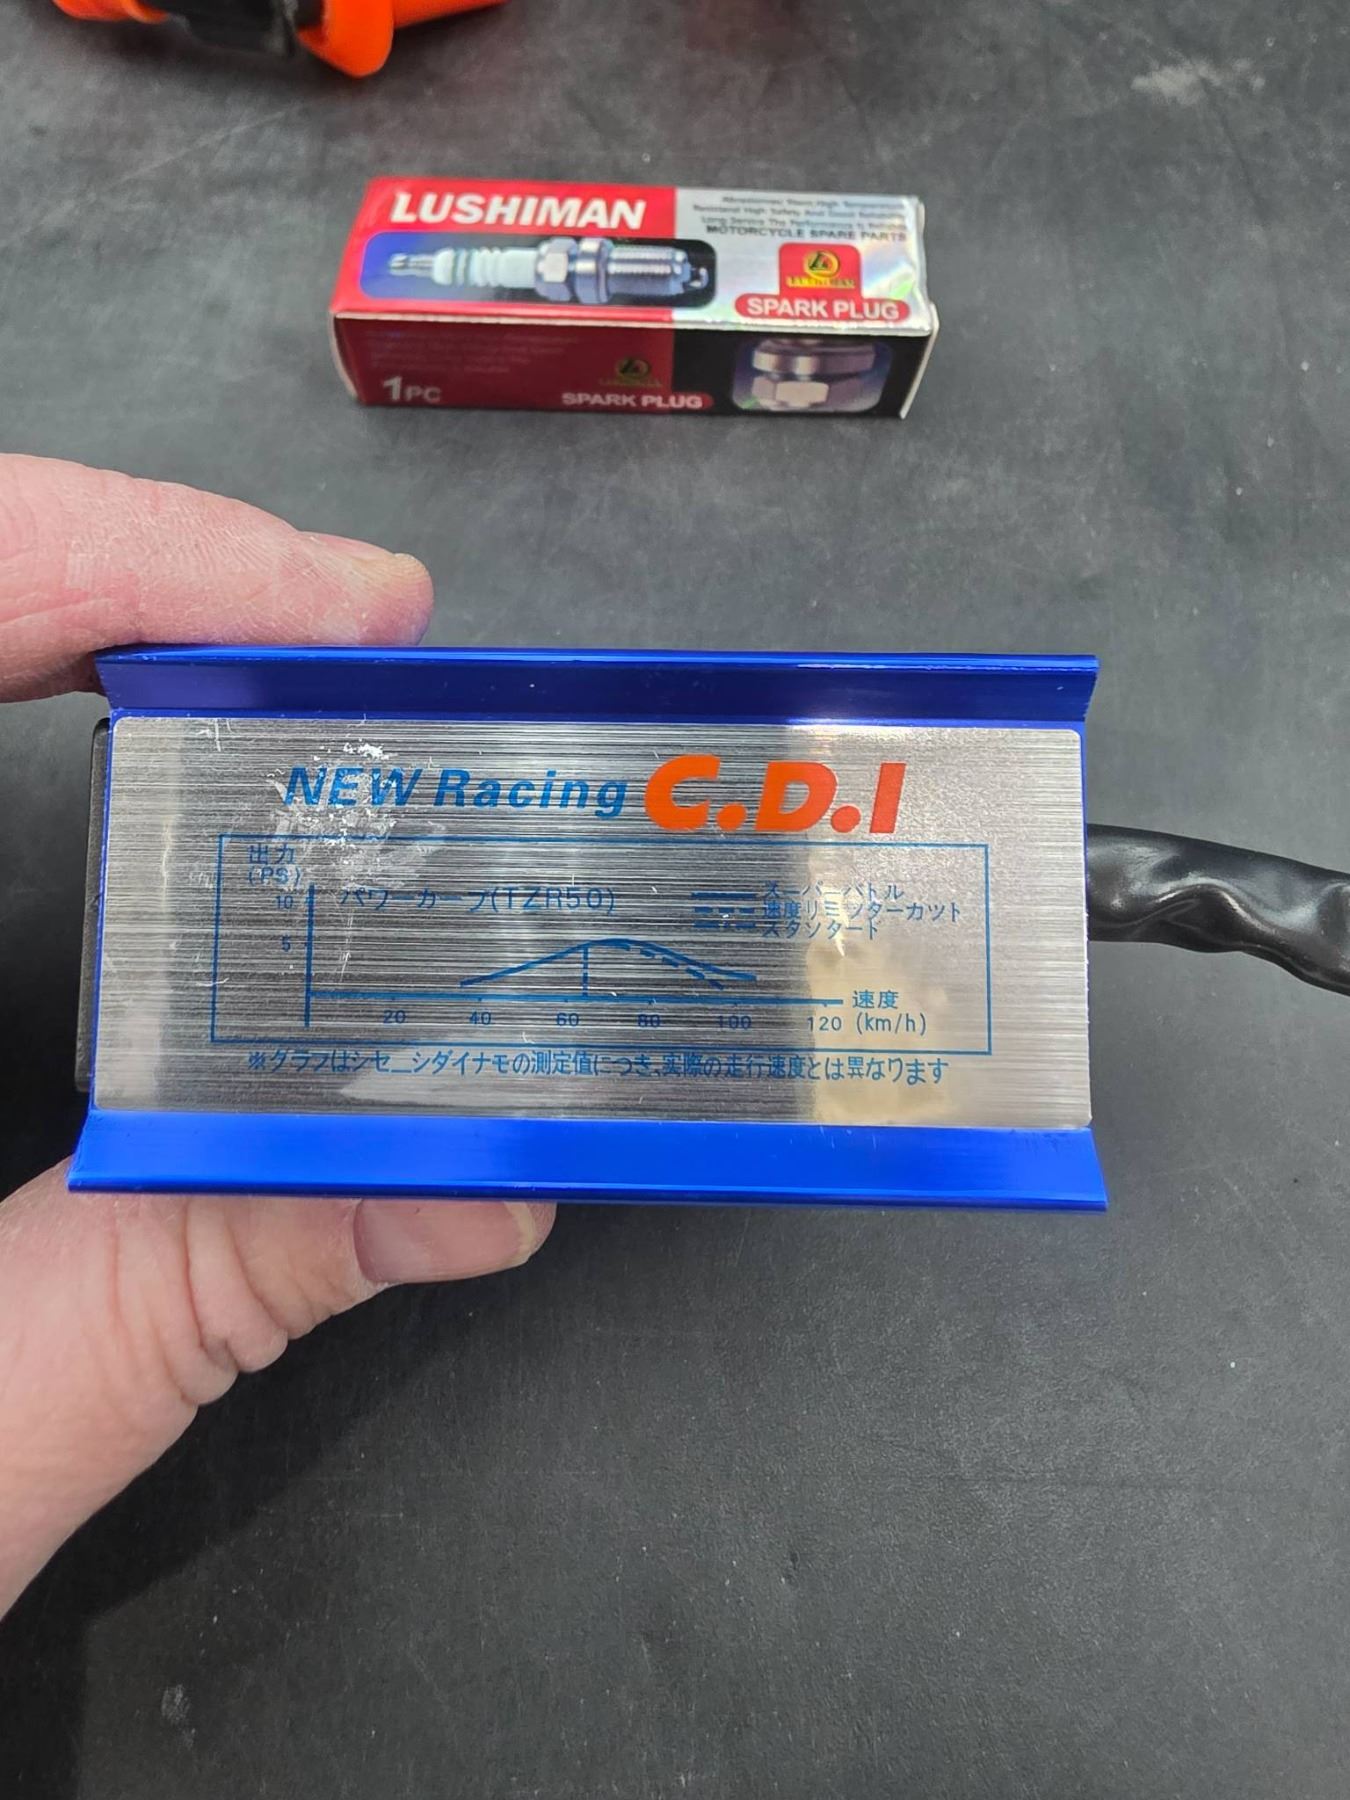 LUSHIMAN
MOTORCYCLE SPARE PARTS
LUSHIMAN
SPARK PLUG
1PC
SPARK PLUG
NEW Racing C.D.I
出力
(PS)
10
5
パワーカーブ(TZR50)
スーパーバトル
速度リミッターカット
スタンダード
速度
20 40 60 80 100 120 (km/h)
※グラフはシセ_シダイナモの測定値につき、実際の走行速度とは異なります